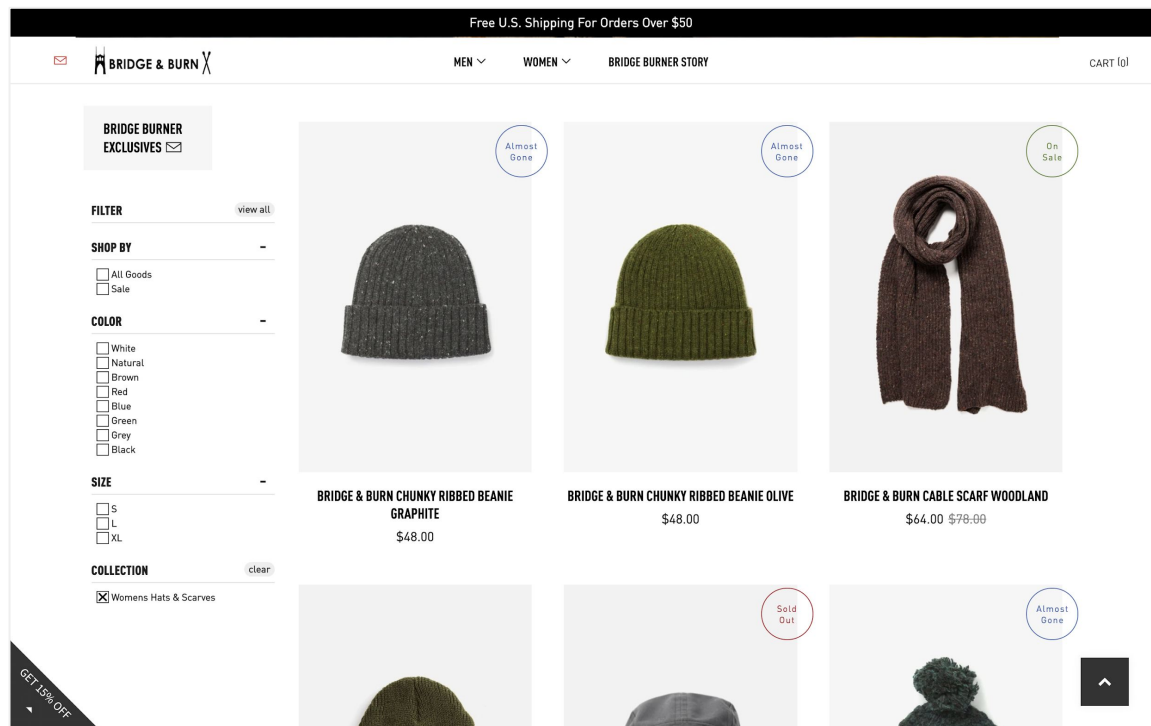 Free U.S. Shipping For Orders Over $50
BRIDGE & BURN
MEN
WOMEN
BRIDGE BURNER STORY
CART (0)
BRIDGE BURNER
EXCLUSIVES
FILTER
view all
SHOP BY
-
All Goods
Sale
COLOR
-
White
Natural
Brown
Red
Blue
Green
Grey
Black
SIZE
-
S
L
XL
COLLECTION
clear
Womens Hats & Scarves
Almost
Gone
BRIDGE & BURN CHUNKY RIBBED BEANIE
GRAPHITE
$48.00
Almost
Gone
BRIDGE & BURN CHUNKY RIBBED BEANIE OLIVE
$48.00
On
Sale
BRIDGE & BURN CABLE SCARF WOODLAND
$64.00 $78.00
Sold
Out
Almost
Gone
GET 15% OFF